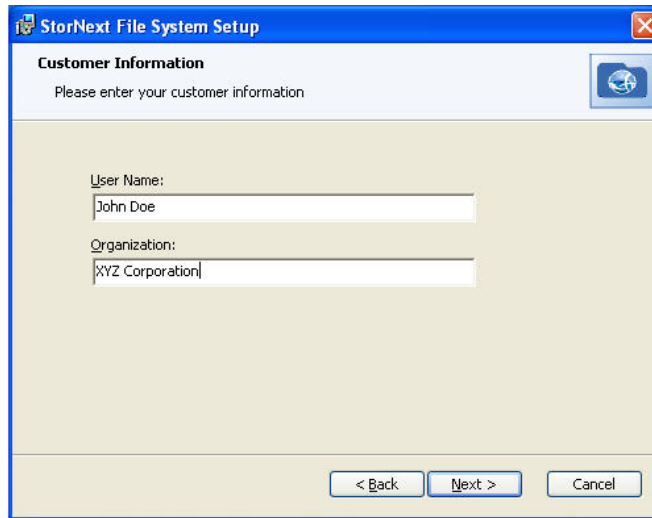 StorNext File System Setup
Customer Information
Please enter your customer information
User Name:
John Doe
Organization:
XYZ Corporation
< Back Next > Cancel